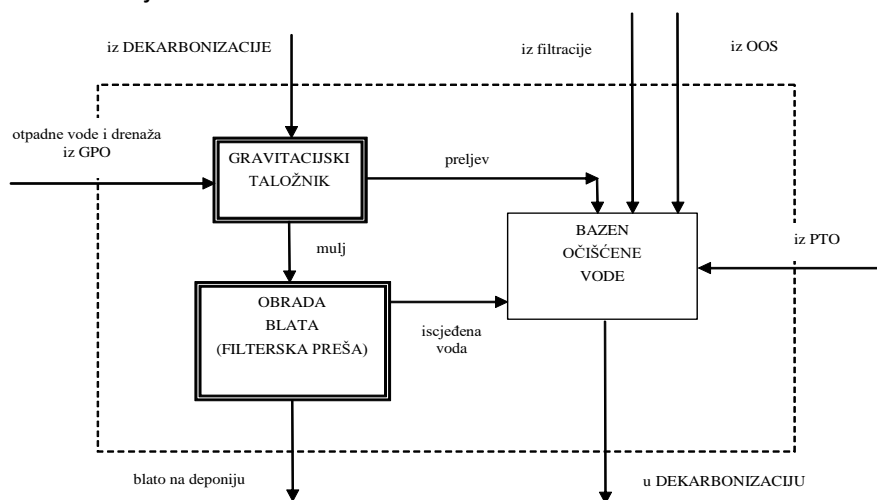 iz DEKARBONIZACIJE
iz filtracije
iz OOS
otpadne vode i drenaža
iz GPO
GRAVITACIJSKI
TALOŽNIK
preljev
BAZEN
OČIŠĆENE
VODE
iz PTO
mulj
OBRADA
BLATA
(FILTERSKA PREŠA)
iscjeđena
voda
blato na deponiju
u DEKARBONIZACIJU